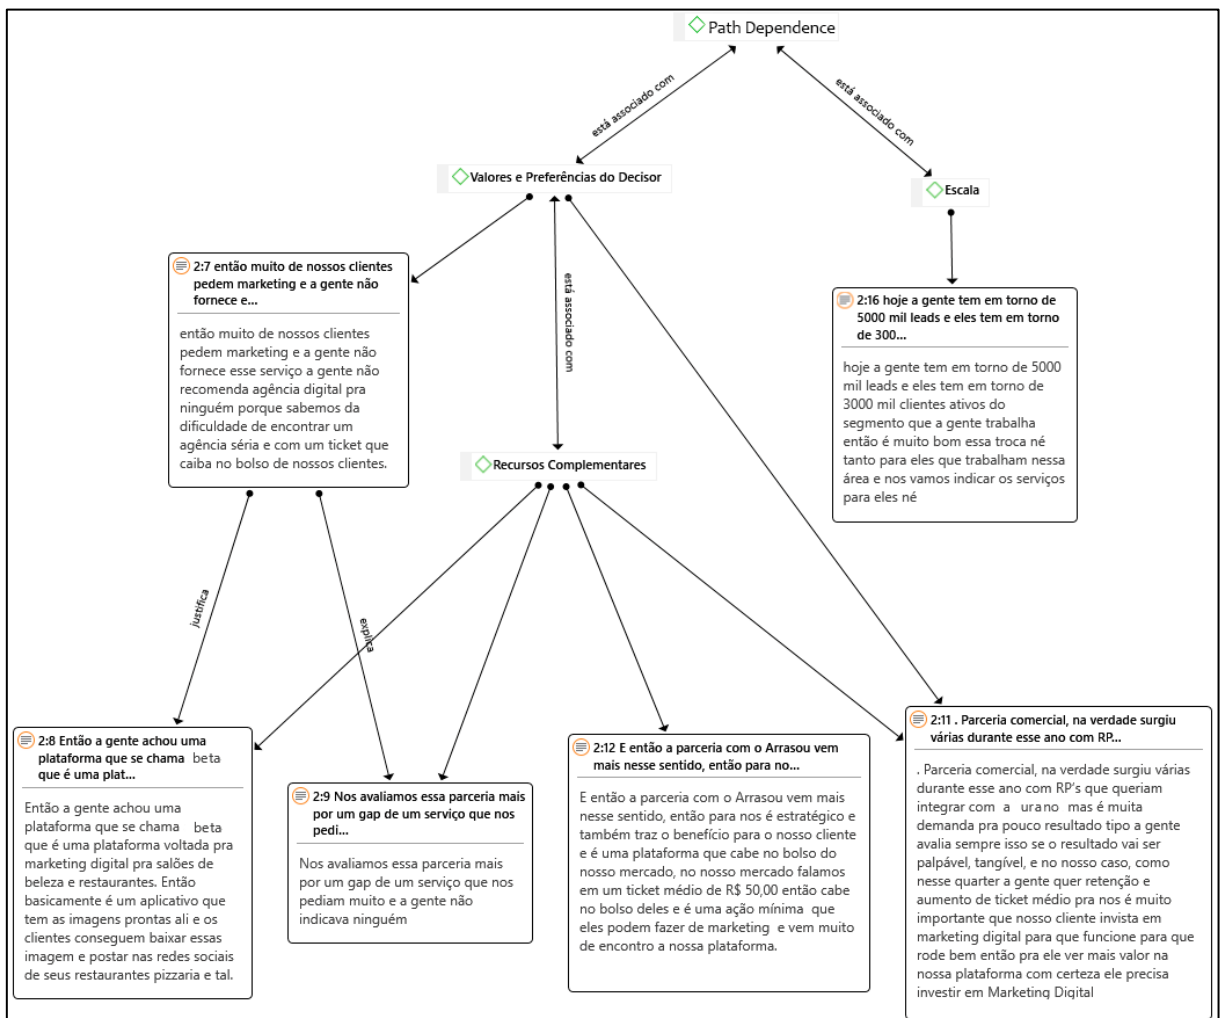 Path Dependence
está associado com
está associado com
Valores e Preferências do Decisor
Escala
2:7 então muito de nossos clientes
pedem marketing e a gente não
fornece e...
então muito de nossos clientes
pedem marketing e a gente não
fornece esse serviço a gente não
recomenda agência digital pra
ninguém porque sabemos da
dificuldade de encontrar um
agência séria e com um ticket que
caiba no bolso de nossos clientes.
está associado com
2:16 hoje a gente tem em torno de
5000 mil leads e eles tem em torno
de 300...
hoje a gente tem em torno de 5000
mil leads e eles tem em torno de
3000 mil clientes ativos do
segmento que a gente trabalha
então é muito bom essa troca né
tanto para eles que trabalham nessa
área e nos vamos indicar os serviços
para eles né
Recursos Complementares
justifica
explica
2:8 Então a gente achou uma
plataforma que se chama beta
que é uma plat...
Então a gente achou uma
plataforma que se chama beta
que é uma plataforma voltada pra
marketing digital pra salões de
beleza e restaurantes. Então
basicamente é um aplicativo que
tem as imagens prontas ali e os
clientes conseguem baixar essas
imagem e postar nas redes sociais
de seus restaurantes pizzaria e tal.
2:9 Nos avaliamos essa parceria mais
por um gap de um serviço que nos
pedi...
Nos avaliamos essa parceria mais
por um gap de um serviço que nos
pediam muito e a gente não
indicava ninguém
2:12 E então a parceria com o Arrasou vem
mais nesse sentido, então para no...
E então a parceria com o Arrasou vem mais
nesse sentido, então para nos é estratégico e
também traz o benefício para o nosso cliente
e é uma plataforma que cabe no bolso do
nosso mercado, no nosso mercado falamos
em um ticket médio de R$ 50,00 então cabe
no bolso deles e é uma ação mínima que
eles podem fazer de marketing e vem muito
de encontro a nossa plataforma.
2:11 . Parceria comercial, na verdade surgiu
várias durante esse ano com RP...
. Parceria comercial, na verdade surgiu várias
durante esse ano com RP's que queriam
integrar com a urano mas é muita
demanda pra pouco resultado tipo a gente
avalia sempre isso se o resultado vai ser
palpável, tangível, e no nosso caso, como
nesse quarter a gente quer retenção e
aumento de ticket médio pra nos é muito
importante que nosso cliente invista em
marketing digital para que funcione para que
rode bem então pra ele ver mais valor na
nossa plataforma com certeza ele precisa
investir em Marketing Digital